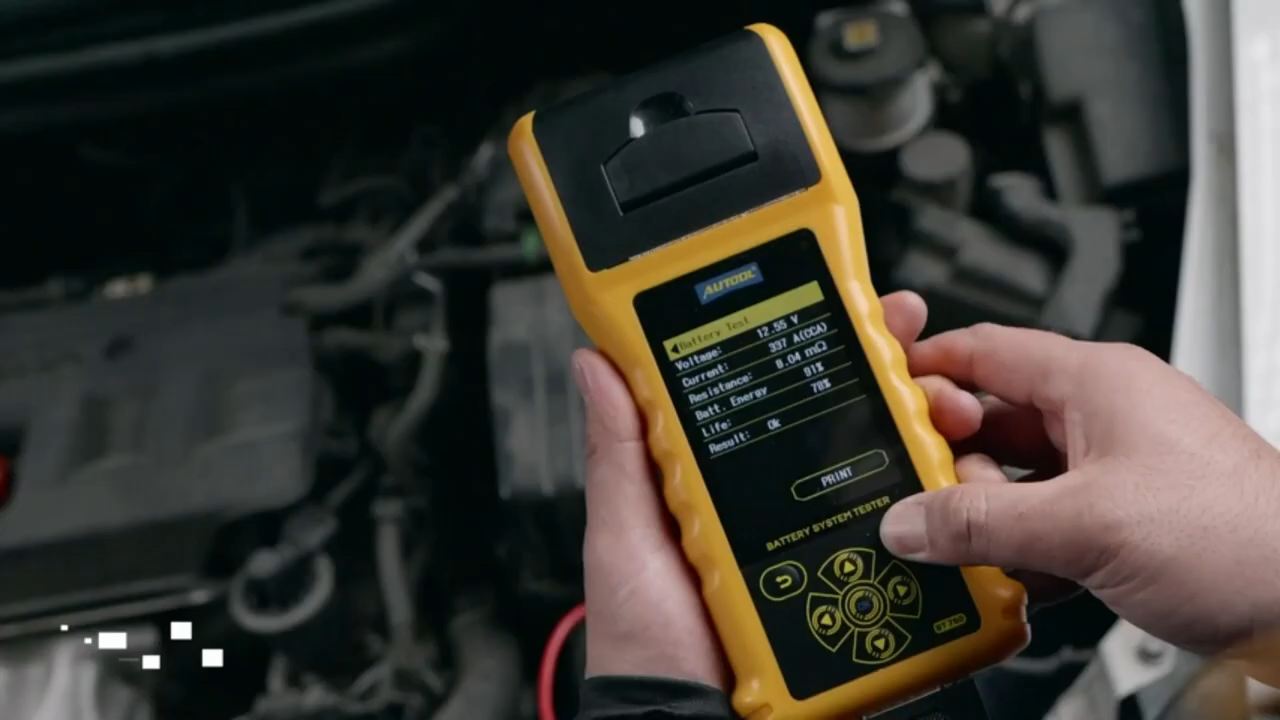 AUTOOL
Battery Test
Voltage: 12.55 V
Current: 337 A(CCA)
Resistance: 8.04 mΩ
Batt. Energy 91%
Life: 78%
Result: Ok
PRINT
BATTERY SYSTEM TESTER